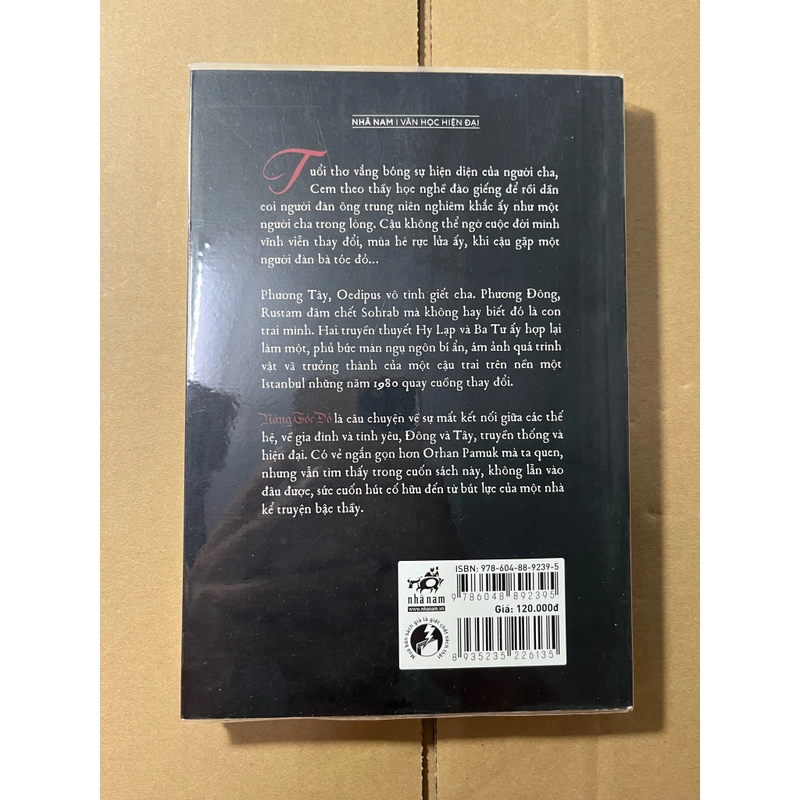 NHÃ NAM | VĂN HỌC HIỆN ĐẠI
Tuổi thơ vắng bóng sự hiện diện của người cha,
Cem theo thầy học nghề đào giếng để rồi dần
coi người đàn ông trung niên nghiêm khắc ấy như một
người cha trong lòng. Cậu không thể ngờ cuộc đời mình
vĩnh viễn thay đổi, mùa hè rực lửa ấy, khi cậu gặp một
người đàn bà tóc đỏ...
Phương Tây, Oedipus vô tình giết cha. Phương Đông,
Rustam đâm chết Sohrab mà không hay biết đó là con
trai mình. Hai truyền thuyết Hy Lạp và Ba Tư ấy hợp lại
làm một, phủ bức màn ngụ ngôn bí ẩn, ám ảnh quá trình
vật vã trưởng thành của một cậu trai trên nền một
Istanbul những năm 1980 quay cuồng thay đổi.
Nàng Tóc Đỏ là câu chuyện về sự mất kết nối giữa các thế
hệ, về gia đình và tình yêu, Đông và Tây, truyền thống và
hiện đại. Có vẻ ngắn gọn hơn Orhan Pamuk mà ta quen,
nhưng vẫn tìm thấy trong cuốn sách này, không lẫn vào
đâu được, sức cuốn hút cố hữu đến từ bút lực của một nhà
kể truyện bậc thầy.
ISBN: 978-604-88-9239-5
9 786048 892395
nhã nam
www.nhanam.vn
Giá: 120.000đ
Mua bán sách giả là giết chết sách thật
8 935235 226135